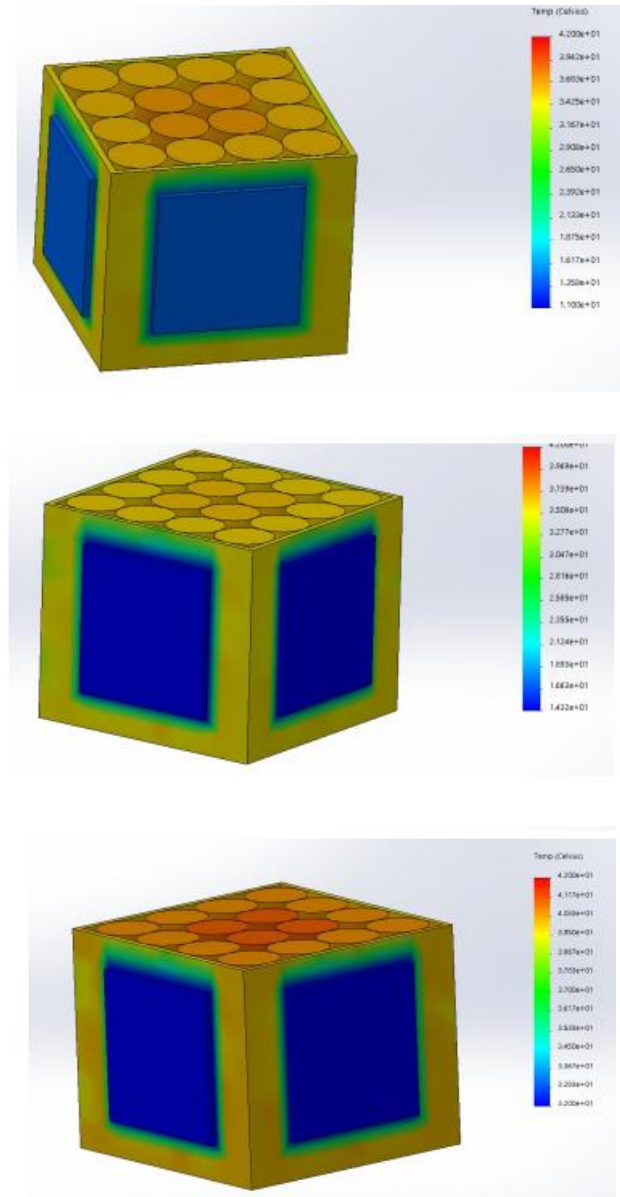 Temp (Celsius)
4.200e+01
3.942e+01
3.683e+01
3.425e+01
3.167e+01
2.908e+01
2.650e+01
2.392e+01
2.133e+01
1.875e+01
1.617e+01
1.358e+01
1.100e+01
4.200e+01
3.969e+01
3.739e+01
3.508e+01
3.277e+01
3.047e+01
2.816e+01
2.585e+01
2.355e+01
2.124e+01
1.893e+01
1.663e+01
1.432e+01
Temp (Celsius)
4.200e+01
4.117e+01
4.033e+01
3.950e+01
3.867e+01
3.783e+01
3.700e+01
3.617e+01
3.533e+01
3.450e+01
3.367e+01
3.283e+01
3.200e+01